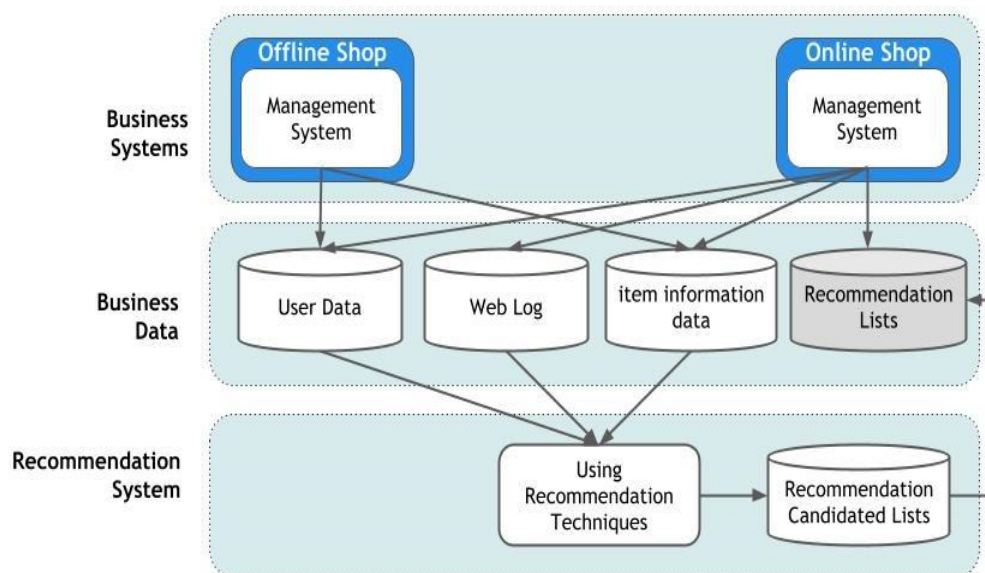 Offline Shop
Online Shop
Management
System
Management
System
Business
Systems
Business
Data
User Data
Web Log
item information
data
Recommendation
Lists
Recommendation
System
Using
Recommendation
Techniques
Recommendation
Candidated Lists